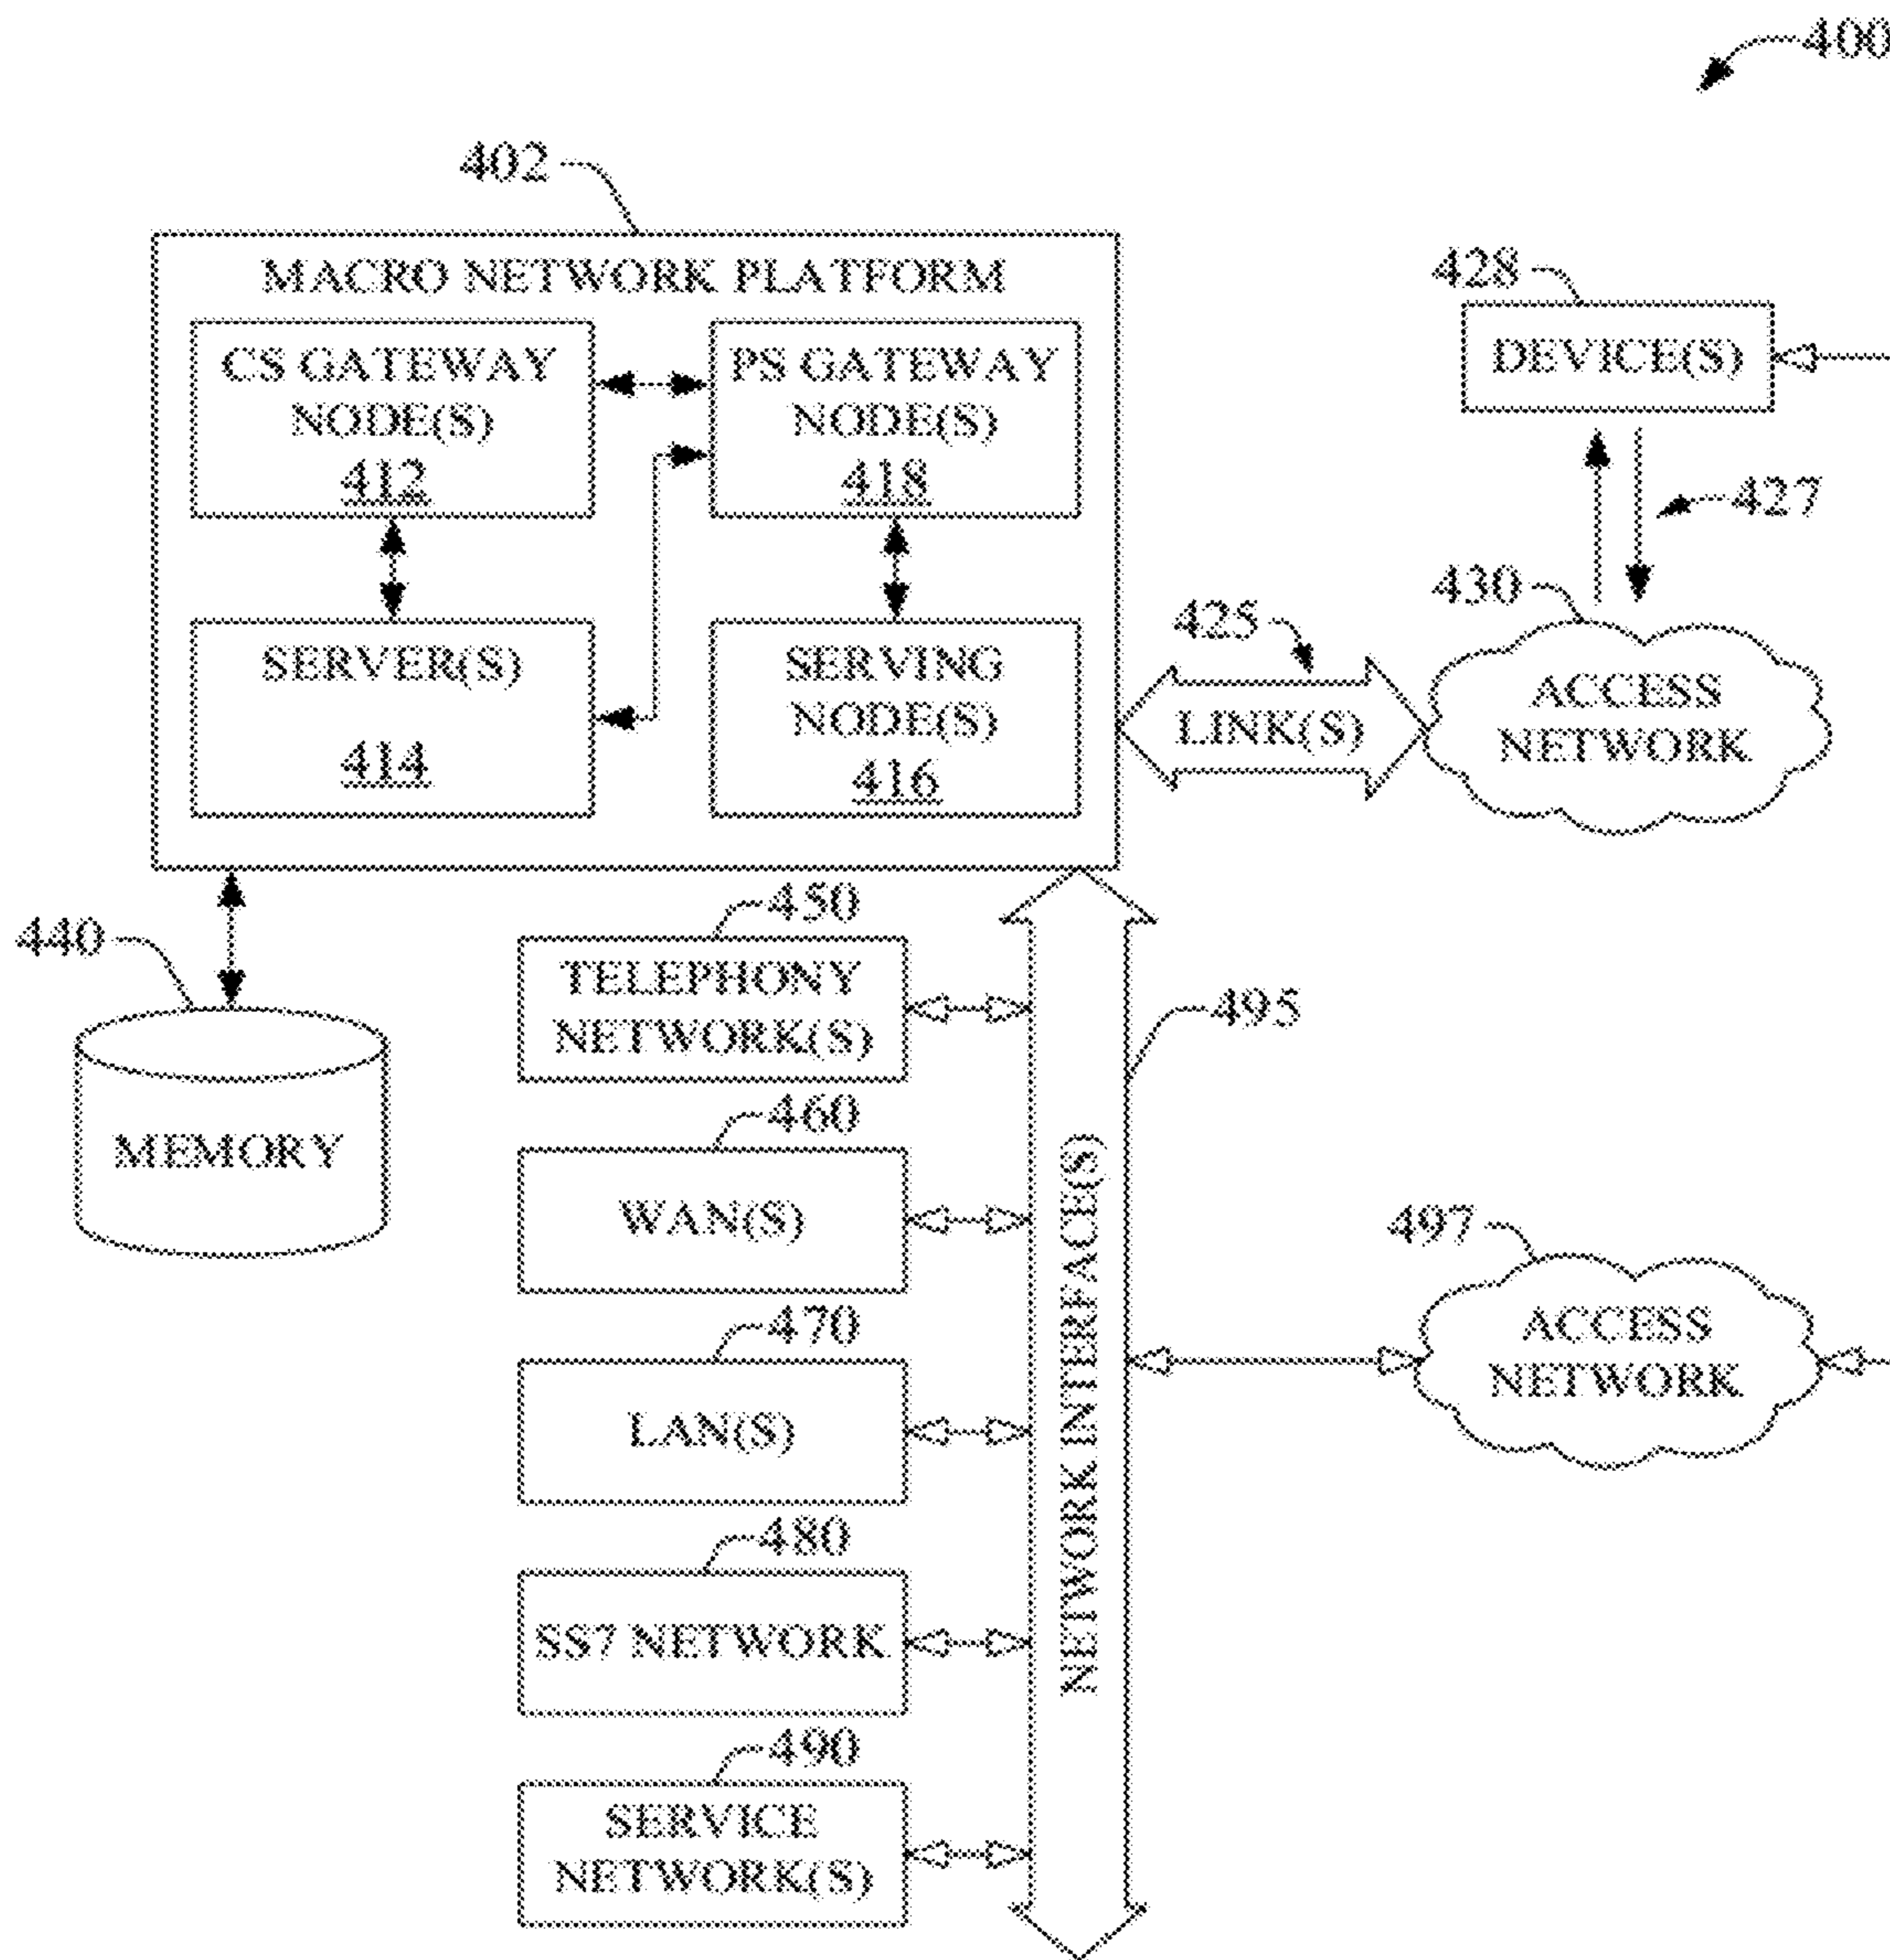 400
402
MACRO NETWORK PLATFORM
CS GATEWAY
NODE(S)
412
PS GATEWAY
NODE(S)
418
SERVER(S)
414
SERVING
NODE(S)
416
428
DEVICE(S)
427
430
ACCESS
NETWORK
425
LINK(S)
440
MEMORY
450
TELEPHONY
NETWORK(S)
460
WAN(S)
470
LAN(S)
480
SS7 NETWORK
490
SERVICE
NETWORK(S)
NETWORK INTERFACE(S)
495
497
ACCESS
NETWORK